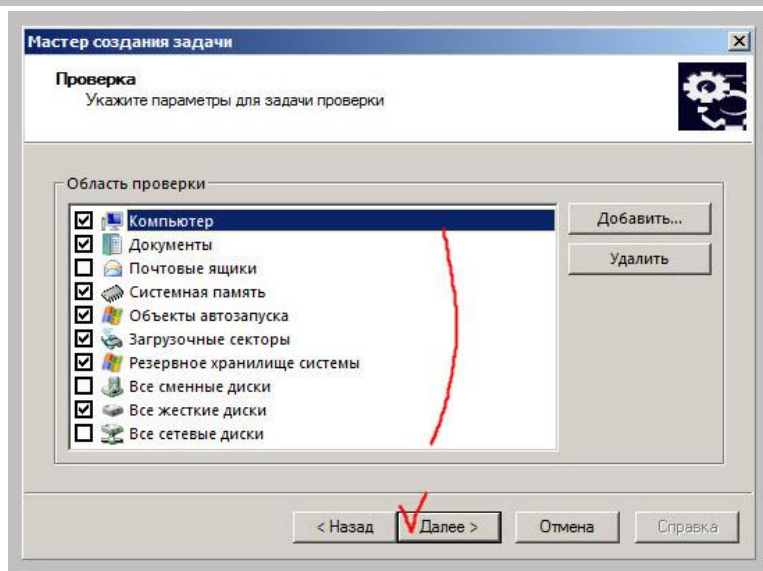 Мастер создания задачи
Проверка
Укажите параметры для задачи проверки
Область проверки
Компьютер
Документы
Почтовые ящики
Системная память
Объекты автозапуска
Загрузочные секторы
Резервное хранилище системы
Все сменные диски
Все жесткие диски
Все сетевые диски
Добавить...
Удалить
< Назад
Далее >
Отмена
Справка